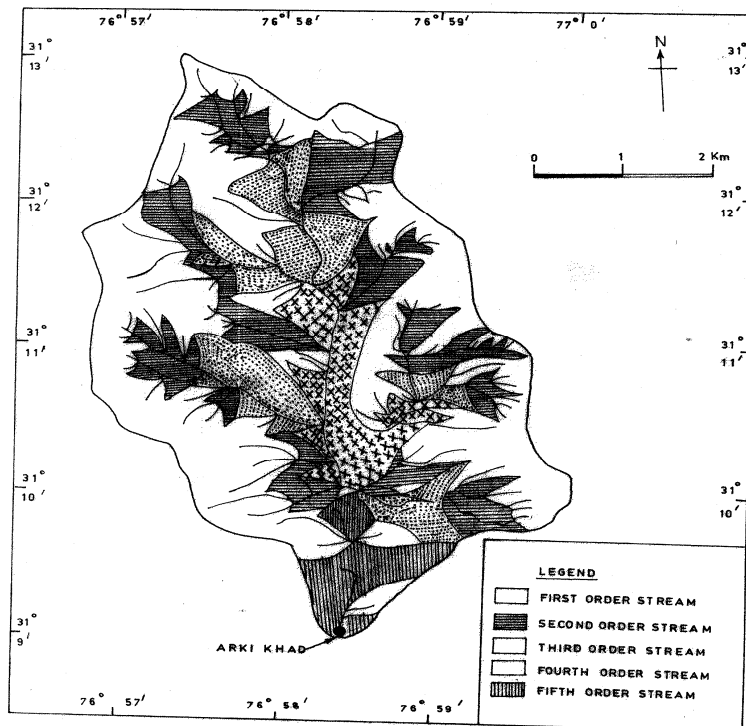 76° 57′ 76° 58′ 76° 59′ 77° 0′
31° 13′
31° 13′
N
0 1 2 Km
31° 12′
31° 12′
31° 11′
31° 11′
31° 10′
31° 10′
31° 9′
ARKI KHAD
LEGEND
FIRST ORDER STREAM
SECOND ORDER STREAM
THIRD ORDER STREAM
FOURTH ORDER STREAM
FIFTH ORDER STREAM
76° 57′ 76° 58′ 76° 59′